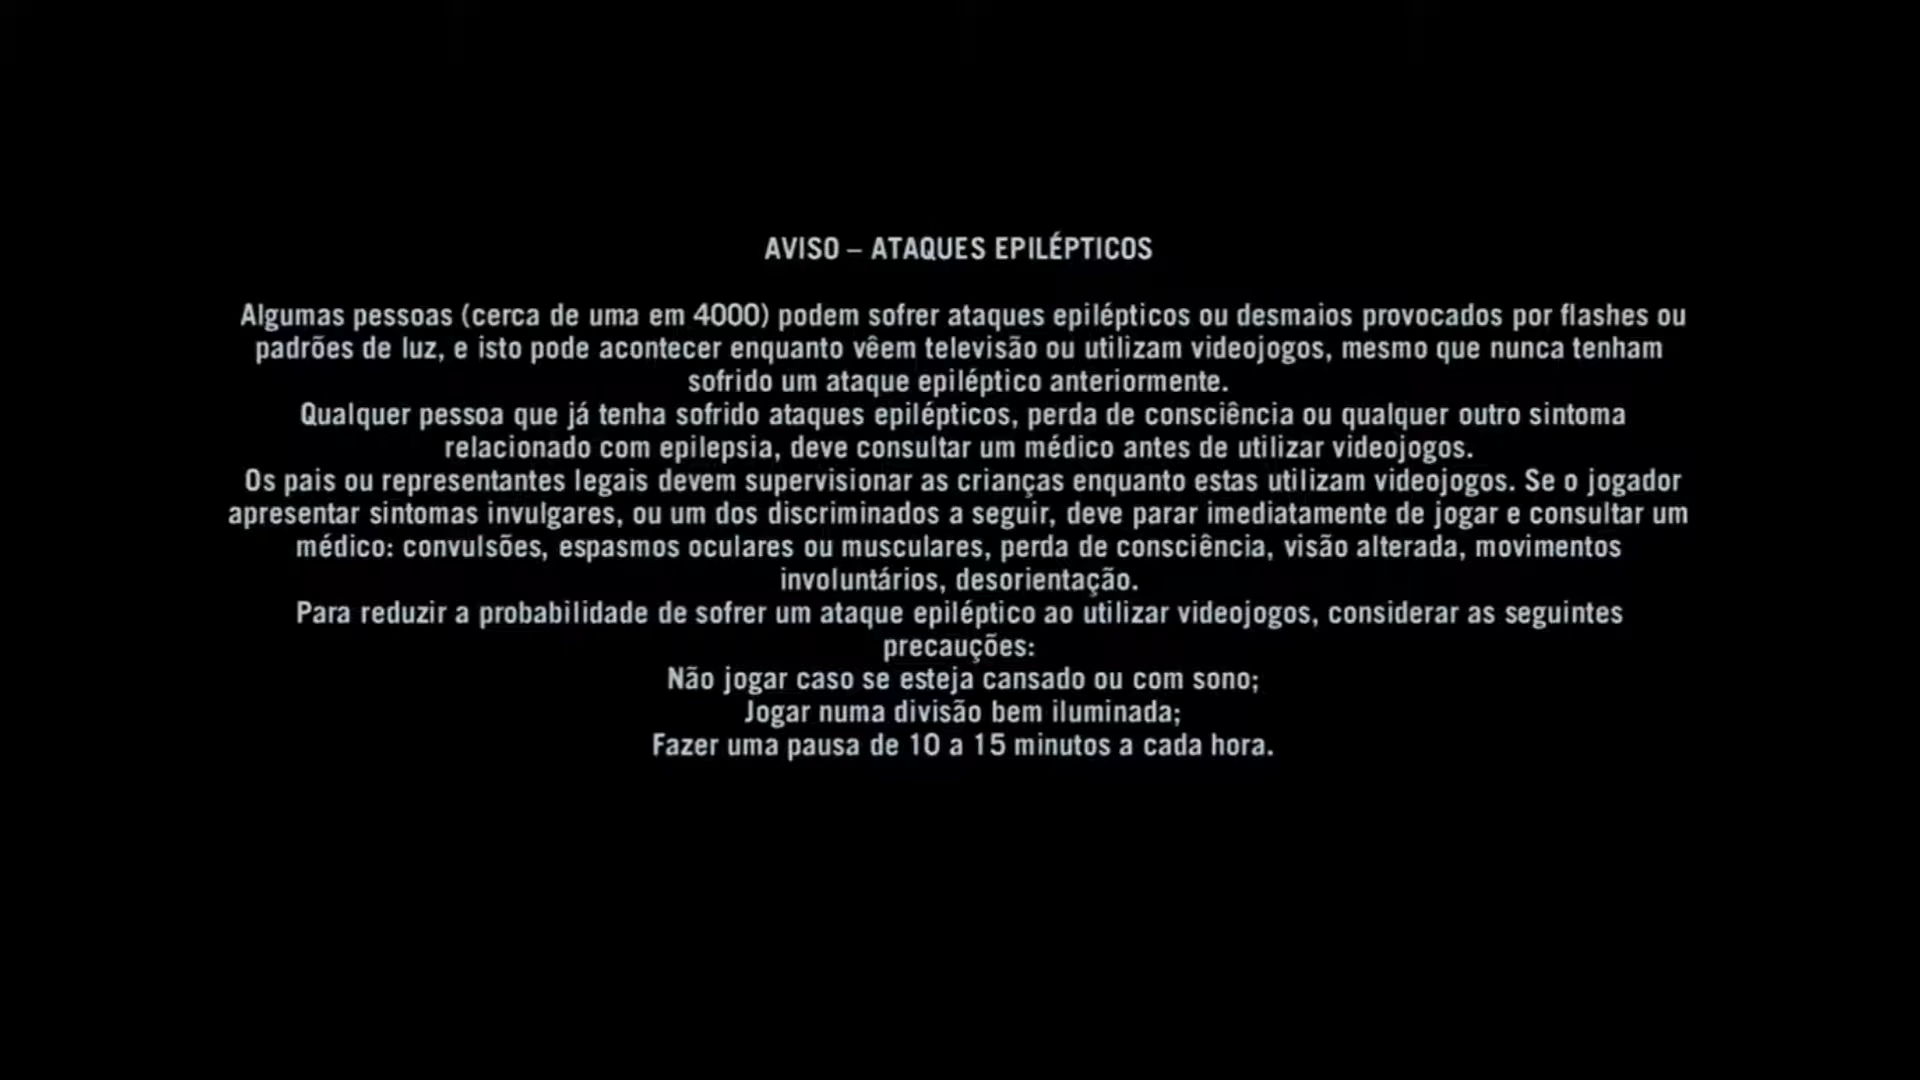 AVISO – ATAQUES EPILÉPTICOS
Algumas pessoas (cerca de uma em 4000) podem sofrer ataques epilépticos ou desmaios provocados por flashes ou
padrões de luz, e isto pode acontecer enquanto vêem televisão ou utilizam videojogos, mesmo que nunca tenham
sofrido um ataque epiléptico anteriormente.
Qualquer pessoa que já tenha sofrido ataques epilépticos, perda de consciência ou qualquer outro sintoma
relacionado com epilepsia, deve consultar um médico antes de utilizar videojogos.
Os pais ou representantes legais devem supervisionar as crianças enquanto estas utilizam videojogos. Se o jogador
apresentar sintomas invulgares, ou um dos discriminados a seguir, deve parar imediatamente de jogar e consultar um
médico: convulsões, espasmos oculares ou musculares, perda de consciência, visão alterada, movimentos
involuntários, desorientação.
Para reduzir a probabilidade de sofrer um ataque epiléptico ao utilizar videojogos, considerar as seguintes
precauções:
Não jogar caso se esteja cansado ou com sono;
Jogar numa divisão bem iluminada;
Fazer uma pausa de 10 a 15 minutos a cada hora.